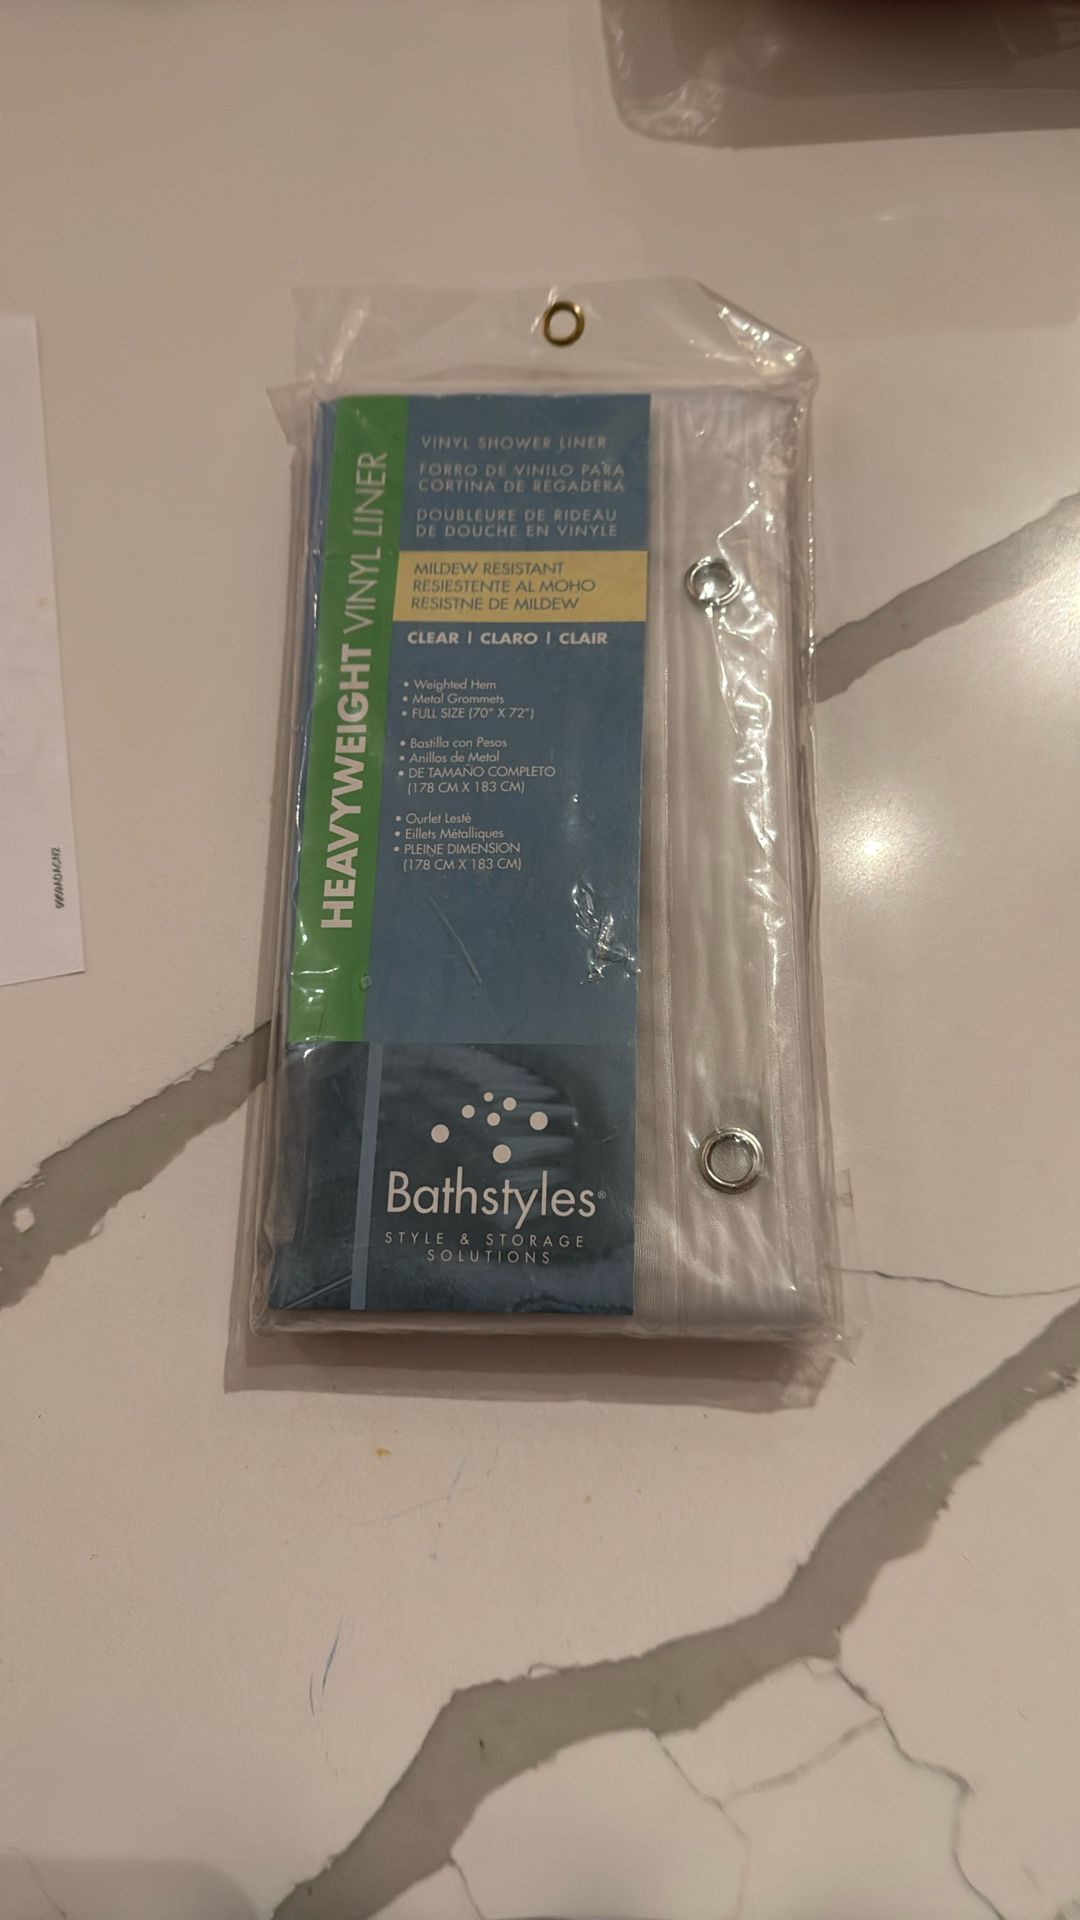 HEAVYWEIGHT VINYL LINER
VINYL SHOWER LINER
FORRO DE VINILO PARA
CORTINA DE REGADERA
DOUBLEURE DE RIDEAU
DE DOUCHE EN VINYLE
MILDEW RESISTANT
RESIESTENTE AL MOHO
RESISTNE DE MILDEW
CLEAR | CLARO | CLAIR
• Weighted Hem
• Metal Grommets
• FULL SIZE (70" X 72")
• Bastilla con Pesos
• Anillos de Metal
• DE TAMAÑO COMPLETO
(178 CM X 183 CM)
• Ourlet Lesté
• Eillets Métalliques
• PLEINE DIMENSION
(178 CM X 183 CM)
Bathstyles®
STYLE & STORAGE
SOLUTIONS